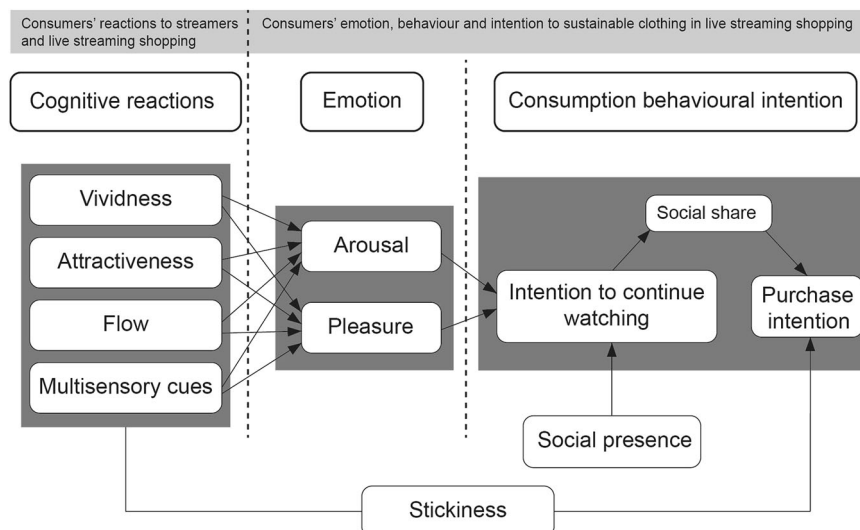 Consumers' reactions to streamers
and live streaming shopping
Consumers' emotion, behaviour and intention to sustainable clothing in live streaming shopping
Cognitive reactions
Emotion
Consumption behavioural intention
Vividness
Attractiveness
Flow
Multisensory cues
Arousal
Pleasure
Social share
Intention to continue
watching
Purchase
intention
Social presence
Stickiness